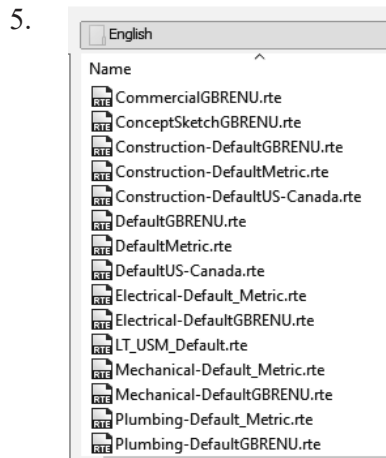 5.
English
Name
CommercialGBRENU.rte
ConceptSketchGBRENU.rte
Construction-DefaultGBRENU.rte
Construction-DefaultMetric.rte
Construction-DefaultUS-Canada.rte
DefaultGBRENU.rte
DefaultMetric.rte
DefaultUS-Canada.rte
Electrical-Default_Metric.rte
Electrical-DefaultGBRENU.rte
LT_USM_Default.rte
Mechanical-Default_Metric.rte
Mechanical-DefaultGBRENU.rte
Plumbing-Default_Metric.rte
Plumbing-DefaultGBRENU.rte